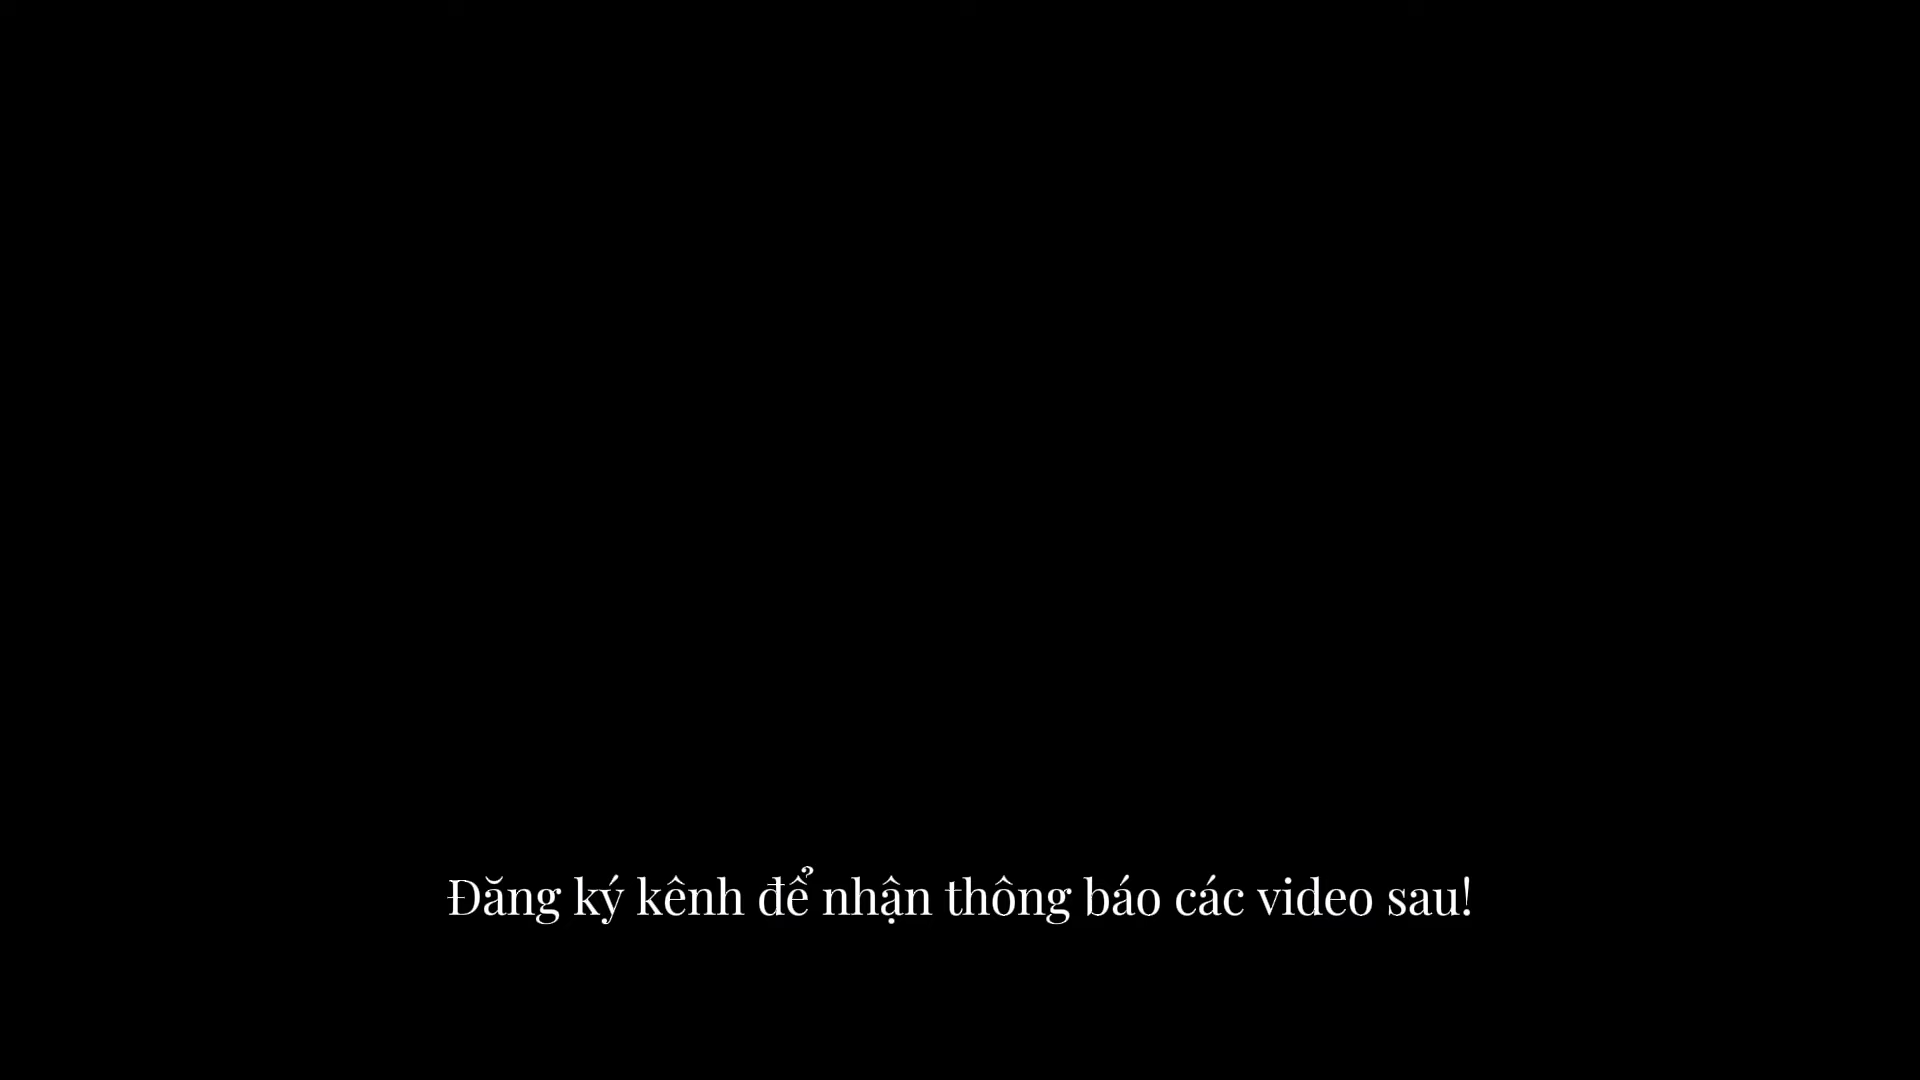 Đăng ký kênh để nhận thông báo các video sau!